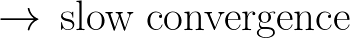 → slow convergence